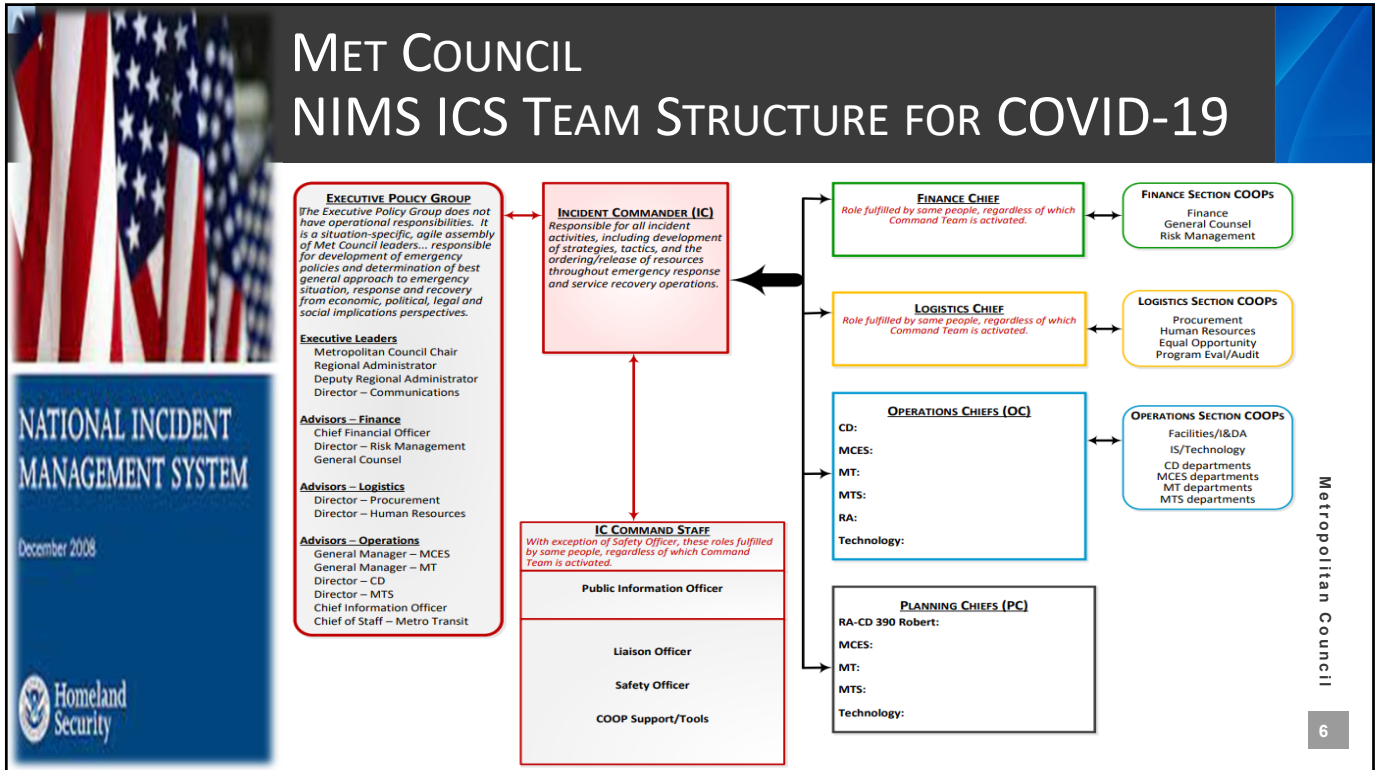 MET COUNCIL
NIMS ICS TEAM STRUCTURE FOR COVID-19
NATIONAL INCIDENT
MANAGEMENT SYSTEM
December 2008
Homeland
Security
EXECUTIVE POLICY GROUP
The Executive Policy Group does not
have operational responsibilities. It
is a situation-specific, agile assembly
of Met Council leaders... responsible
for development of emergency
policies and determination of best
general approach to emergency
situation, response and recovery
from economic, political, legal and
social implications perspectives.
Executive Leaders
Metropolitan Council Chair
Regional Administrator
Deputy Regional Administrator
Director – Communications
Advisors – Finance
Chief Financial Officer
Director – Risk Management
General Counsel
Advisors – Logistics
Director – Procurement
Director – Human Resources
Advisors – Operations
General Manager – MCES
General Manager – MT
Director – CD
Director – MTS
Chief Information Officer
Chief of Staff – Metro Transit
INCIDENT COMMANDER (IC)
Responsible for all incident
activities, including development
of strategies, tactics, and the
ordering/release of resources
throughout emergency response
and service recovery operations.
IC COMMAND STAFF
With exception of Safety Officer, these roles fulfilled
by same people, regardless of which Command
Team is activated.
Public Information Officer
Liaison Officer
Safety Officer
COOP Support/Tools
FINANCE CHIEF
Role fulfilled by same people, regardless of which
Command Team is activated.
LOGISTICS CHIEF
Role fulfilled by same people, regardless of which
Command Team is activated.
OPERATIONS CHIEFS (OC)
CD:
MCES:
MT:
MTS:
RA:
Technology:
PLANNING CHIEFS (PC)
RA-CD 390 Robert:
MCES:
MT:
MTS:
Technology:
FINANCE SECTION COOPS
Finance
General Counsel
Risk Management
LOGISTICS SECTION COOPS
Procurement
Human Resources
Equal Opportunity
Program Eval/Audit
OPERATIONS SECTION COOPS
Facilities/I&DA
IS/Technology
CD departments
MCES departments
MT departments
MTS departments
Metropolitan Council
6